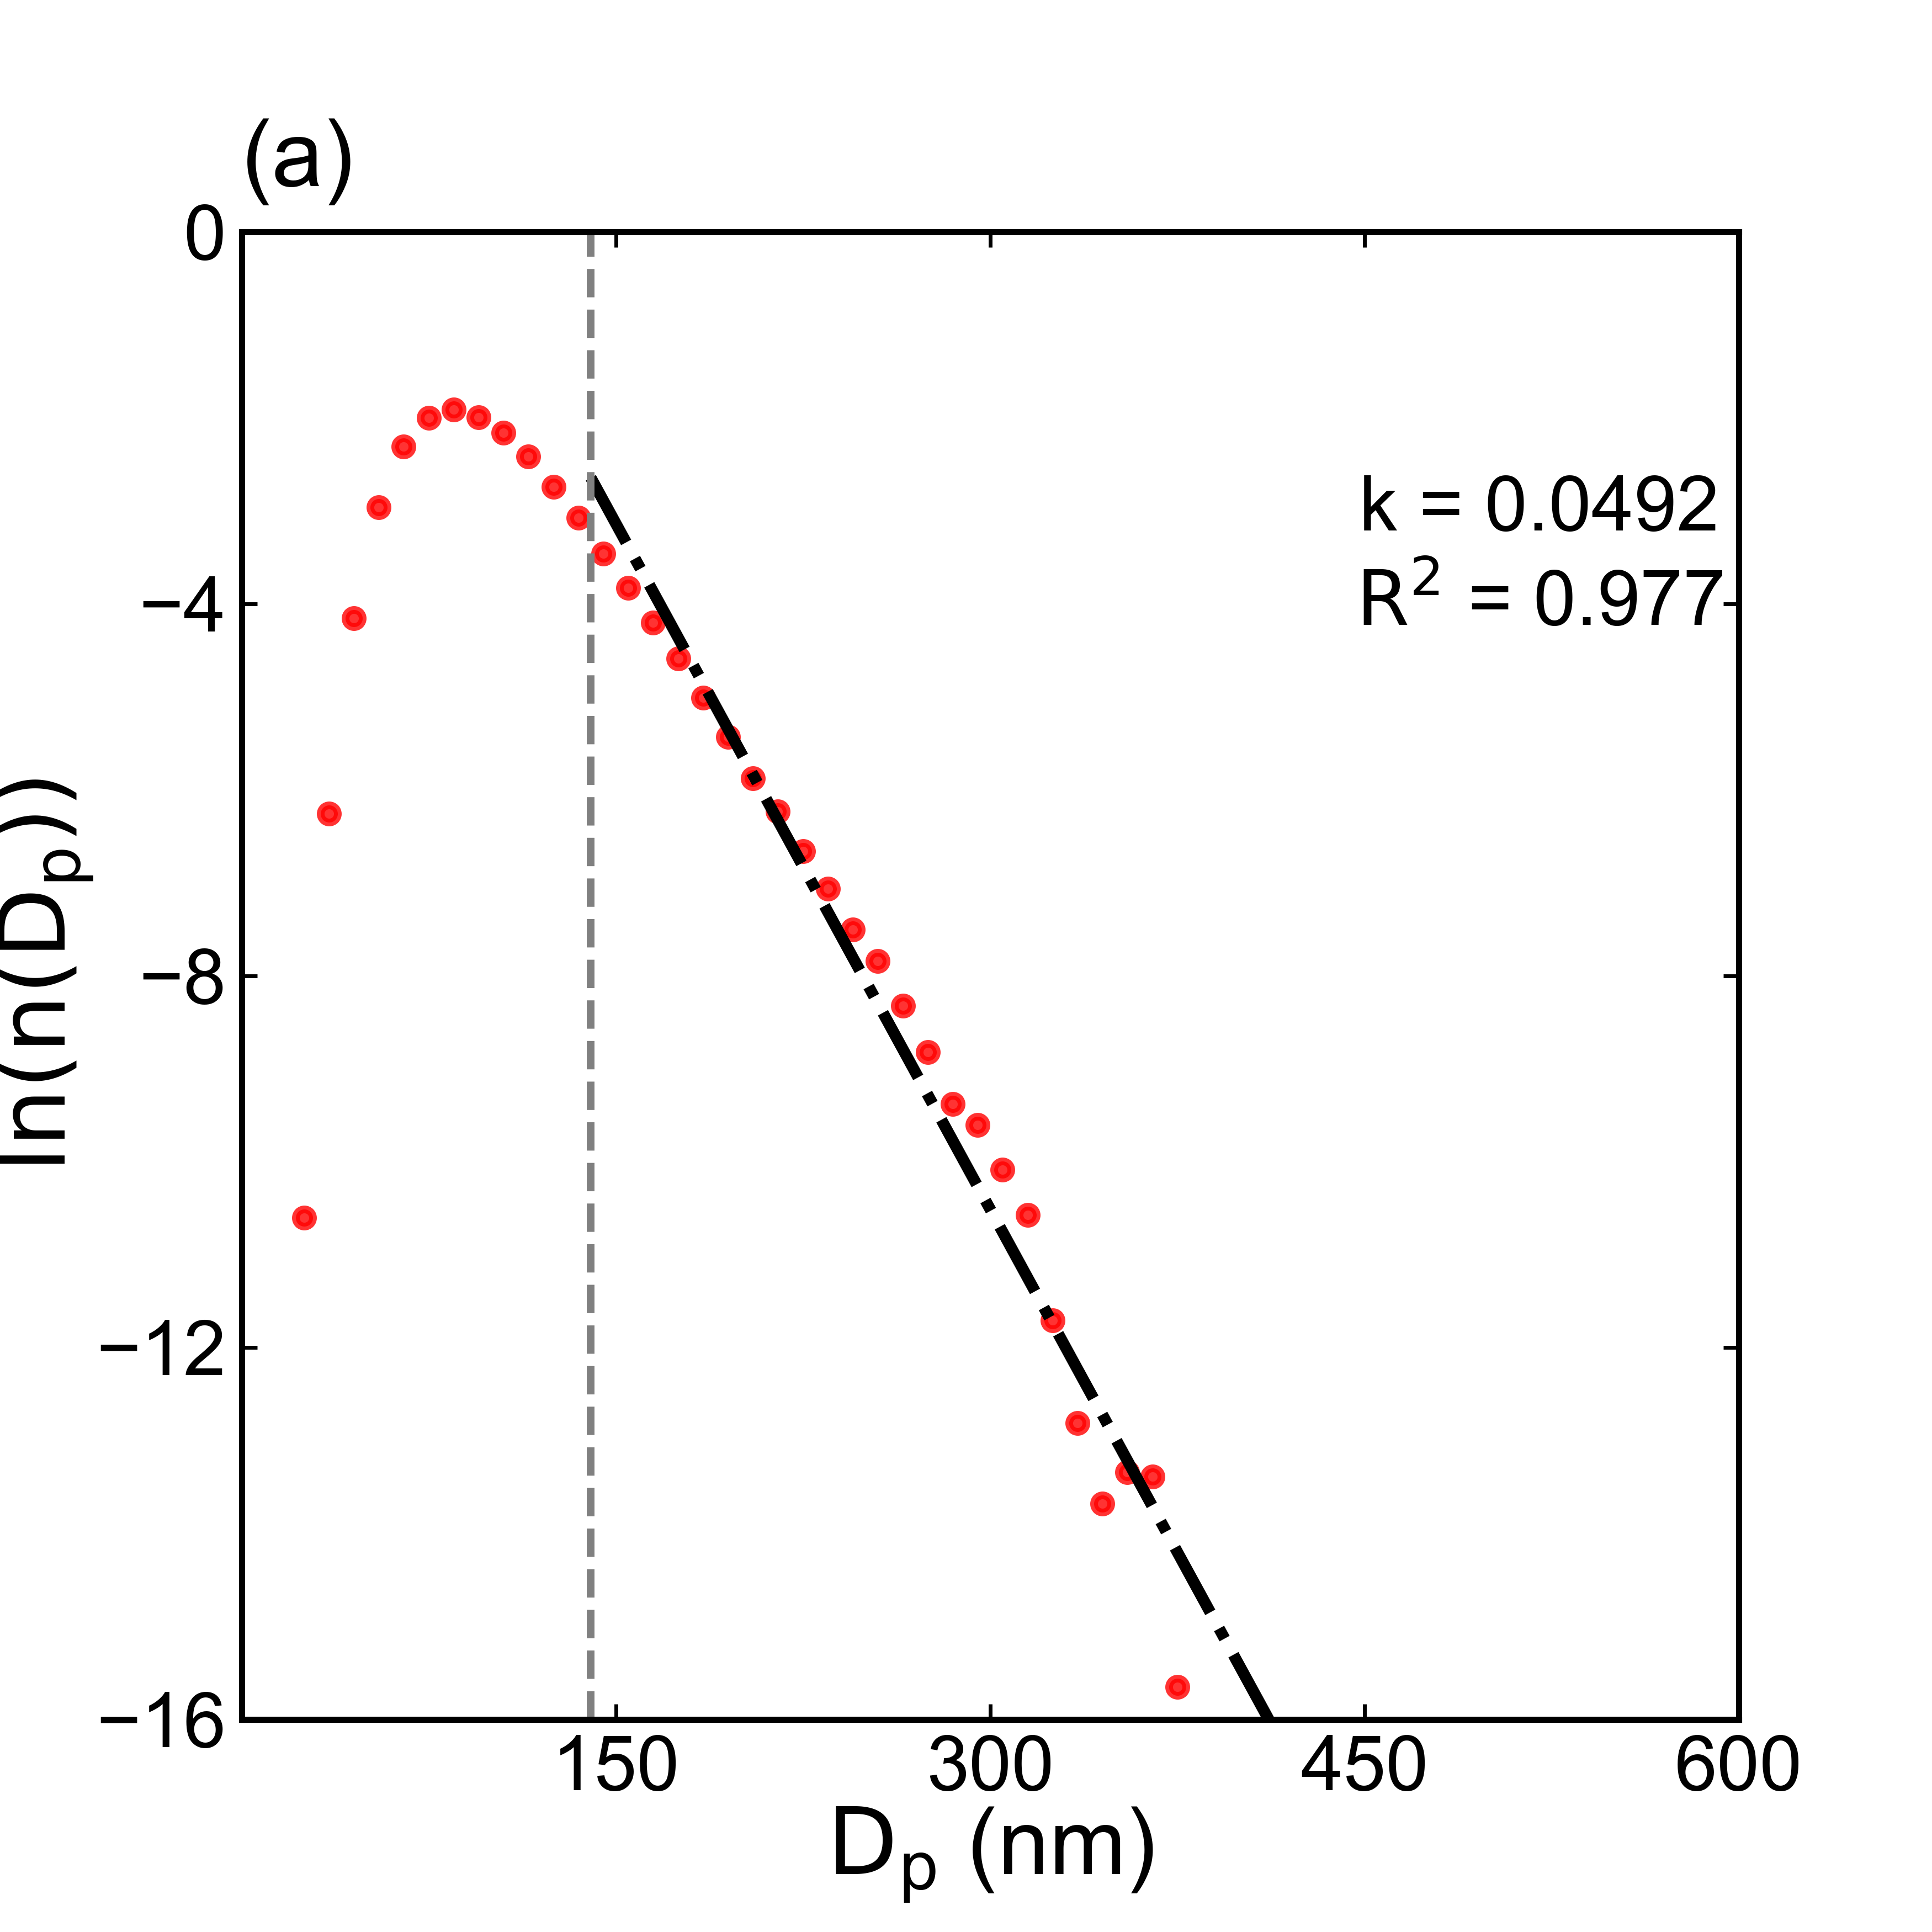 (a)
0
−4
−8
−12
−16
ln(n(Dₚ))
k = 0.0492
R² = 0.977
150 300 450 600
Dₚ (nm)